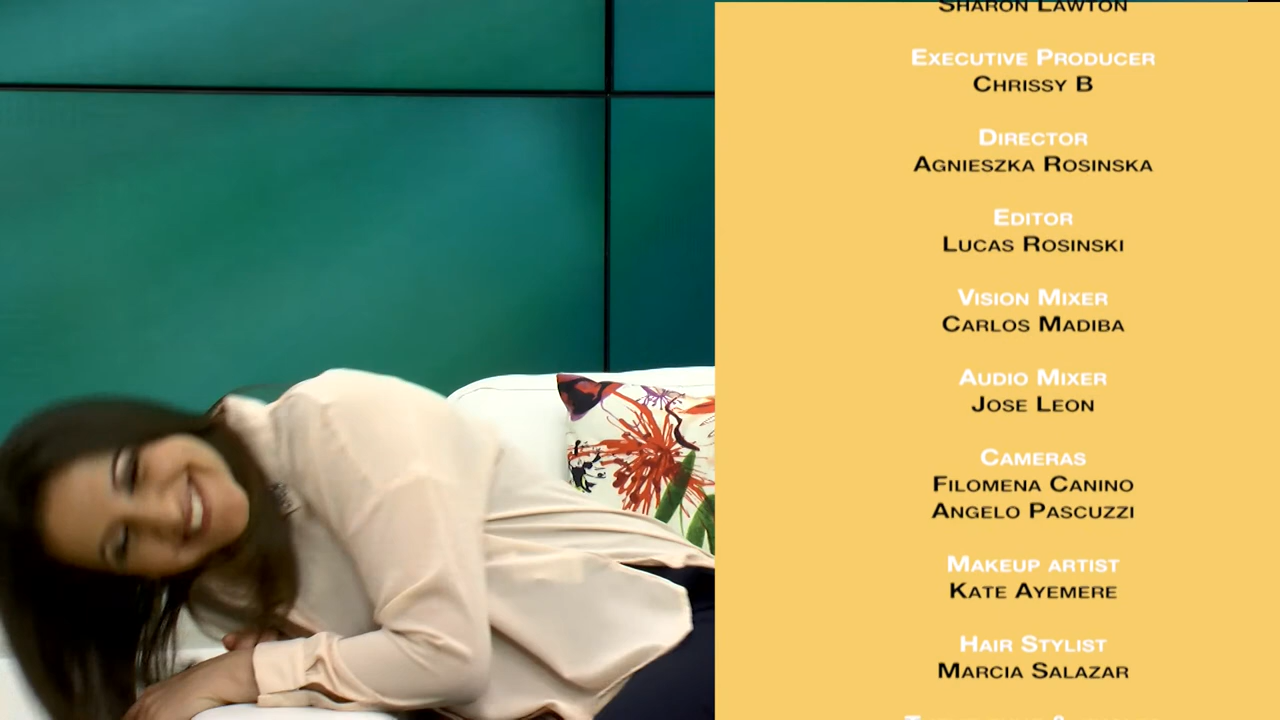 SHARON LAWTON
EXECUTIVE PRODUCER
CHRISSY B
DIRECTOR
AGNIESZKA ROSINSKA
EDITOR
LUCAS ROSINSKI
VISION MIXER
CARLOS MADIBA
AUDIO MIXER
JOSE LEON
CAMERAS
FILOMENA CANINO
ANGELO PASCUZZI
MAKEUP ARTIST
KATE AYEMERE
HAIR STYLIST
MARCIA SALAZAR